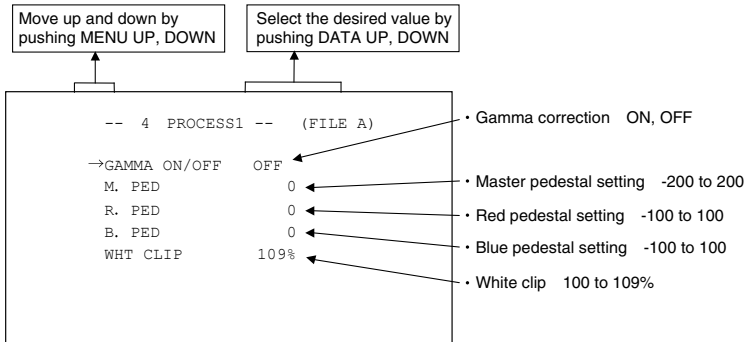 Move up and down by
pushing MENU UP, DOWN
Select the desired value by
pushing DATA UP, DOWN
-- 4 PROCESS1 -- (FILE A)
→GAMMA ON/OFF OFF
M. PED 0
R. PED 0
B. PED 0
WHT CLIP 109%
・Gamma correction ON, OFF
・Master pedestal setting -200 to 200
・Red pedestal setting -100 to 100
・Blue pedestal setting -100 to 100
・White clip 100 to 109%